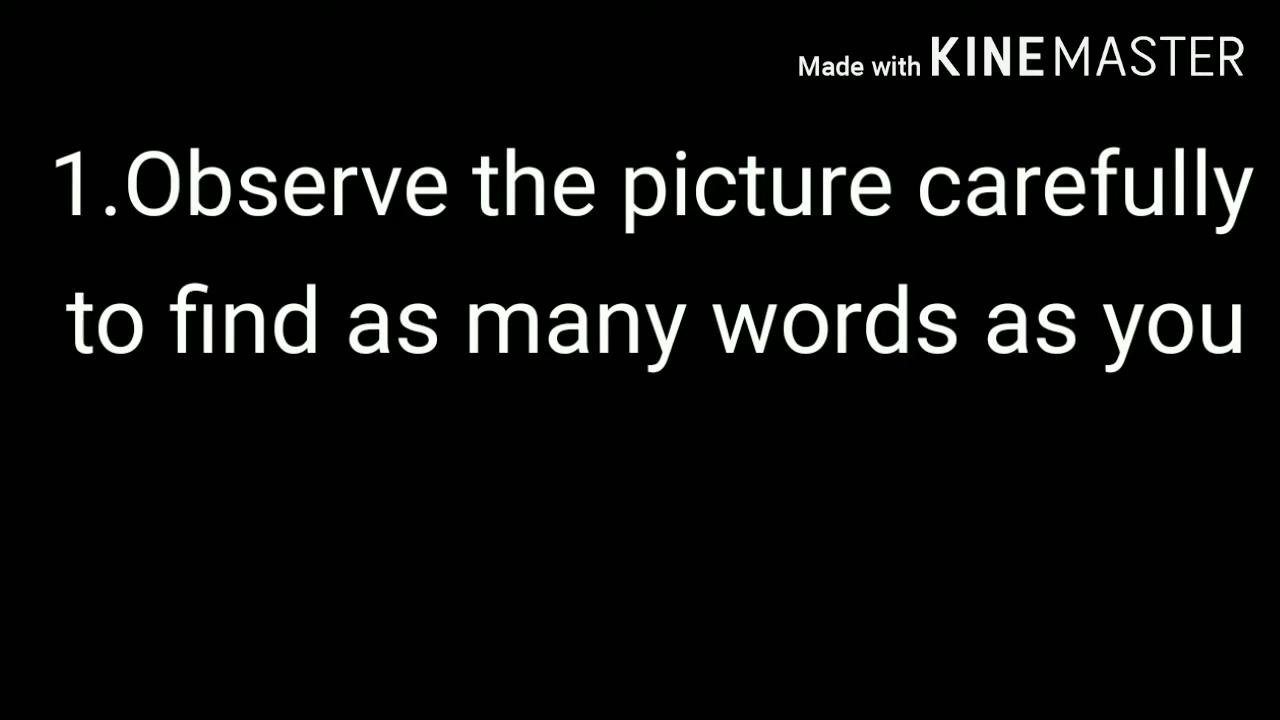 Made with KINEMASTER
1.Observe the picture carefully
to find as many words as you